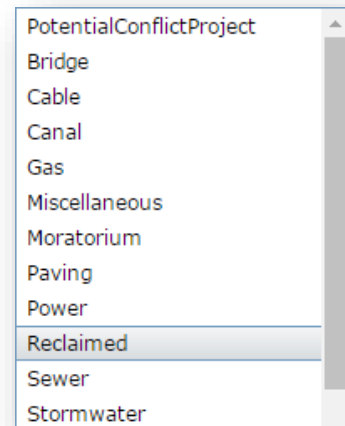 PotentialConflictProject
Bridge
Cable
Canal
Gas
Miscellaneous
Moratorium
Paving
Power
Reclaimed
Sewer
Stormwater